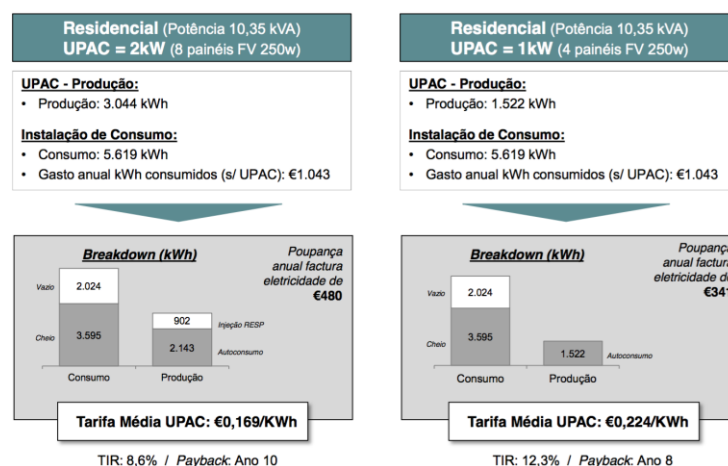 Residencial (Potência 10,35 kVA)
UPAC = 2kW (8 painéis FV 250w)
UPAC - Produção:
• Produção: 3.044 kWh
Instalação de Consumo:
• Consumo: 5.619 kWh
• Gasto anual kWh consumidos (s/ UPAC): €1.043
Breakdown (kWh)
Poupança
anual factura
eletricidade de
€480
Vazio
2.024
902
Injeção RESP
Cheio
3.595
2.143
Autoconsumo
Consumo
Produção
Tarifa Média UPAC: €0,169/KWh
TIR: 8,6% / Payback: Ano 10
Residencial (Potência 10,35 kVA)
UPAC = 1kW (4 painéis FV 250w)
UPAC - Produção:
• Produção: 1.522 kWh
Instalação de Consumo:
• Consumo: 5.619 kWh
• Gasto anual kWh consumidos (s/ UPAC): €1.043
Breakdown (kWh)
Poupança
anual factura
eletricidade de
€341
Vazio
2.024
Cheio
3.595
1.522
Autoconsumo
Consumo
Produção
Tarifa Média UPAC: €0,224/KWh
TIR: 12,3% / Payback: Ano 8